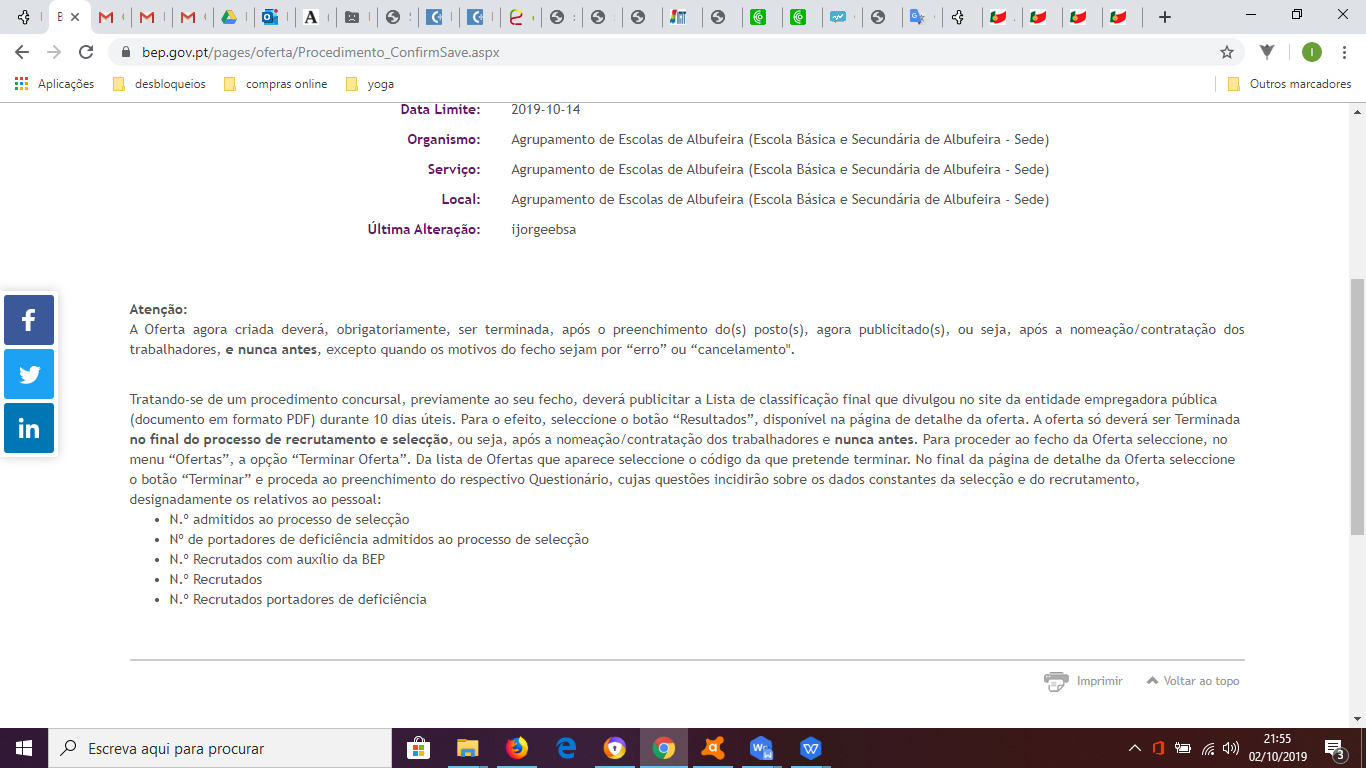 bep.gov.pt/pages/oferta/Procedimento_ConfirmSave.aspx
Aplicações desbloqueios compras online yoga Outros marcadores
Data Limite: 2019-10-14
Organismo: Agrupamento de Escolas de Albufeira (Escola Básica e Secundária de Albufeira - Sede)
Serviço: Agrupamento de Escolas de Albufeira (Escola Básica e Secundária de Albufeira - Sede)
Local: Agrupamento de Escolas de Albufeira (Escola Básica e Secundária de Albufeira - Sede)
Última Alteração: ijorgeebsa
Atenção:
A Oferta agora criada deverá, obrigatoriamente, ser terminada, após o preenchimento do(s) posto(s), agora publicitado(s), ou seja, após a nomeação/contratação dos
trabalhadores, e nunca antes, excepto quando os motivos do fecho sejam por “erro” ou “cancelamento".
Tratando-se de um procedimento concursal, previamente ao seu fecho, deverá publicitar a Lista de classificação final que divulgou no site da entidade empregadora pública
(documento em formato PDF) durante 10 dias úteis. Para o efeito, seleccione o botão “Resultados”, disponível na página de detalhe da oferta. A oferta só deverá ser Terminada
no final do processo de recrutamento e selecção, ou seja, após a nomeação/contratação dos trabalhadores e nunca antes. Para proceder ao fecho da Oferta seleccione, no
menu “Ofertas”, a opção “Terminar Oferta”. Da lista de Ofertas que aparece seleccione o código da que pretende terminar. No final da página de detalhe da Oferta seleccione
o botão “Terminar” e proceda ao preenchimento do respectivo Questionário, cujas questões incidirão sobre os dados constantes da selecção e do recrutamento,
designadamente os relativos ao pessoal:
• N.º admitidos ao processo de selecção
• Nº de portadores de deficiência admitidos ao processo de selecção
• N.º Recrutados com auxílio da BEP
• N.º Recrutados
• N.º Recrutados portadores de deficiência
Imprimir Voltar ao topo
Escreva aqui para procurar
21:55
02/10/2019
3